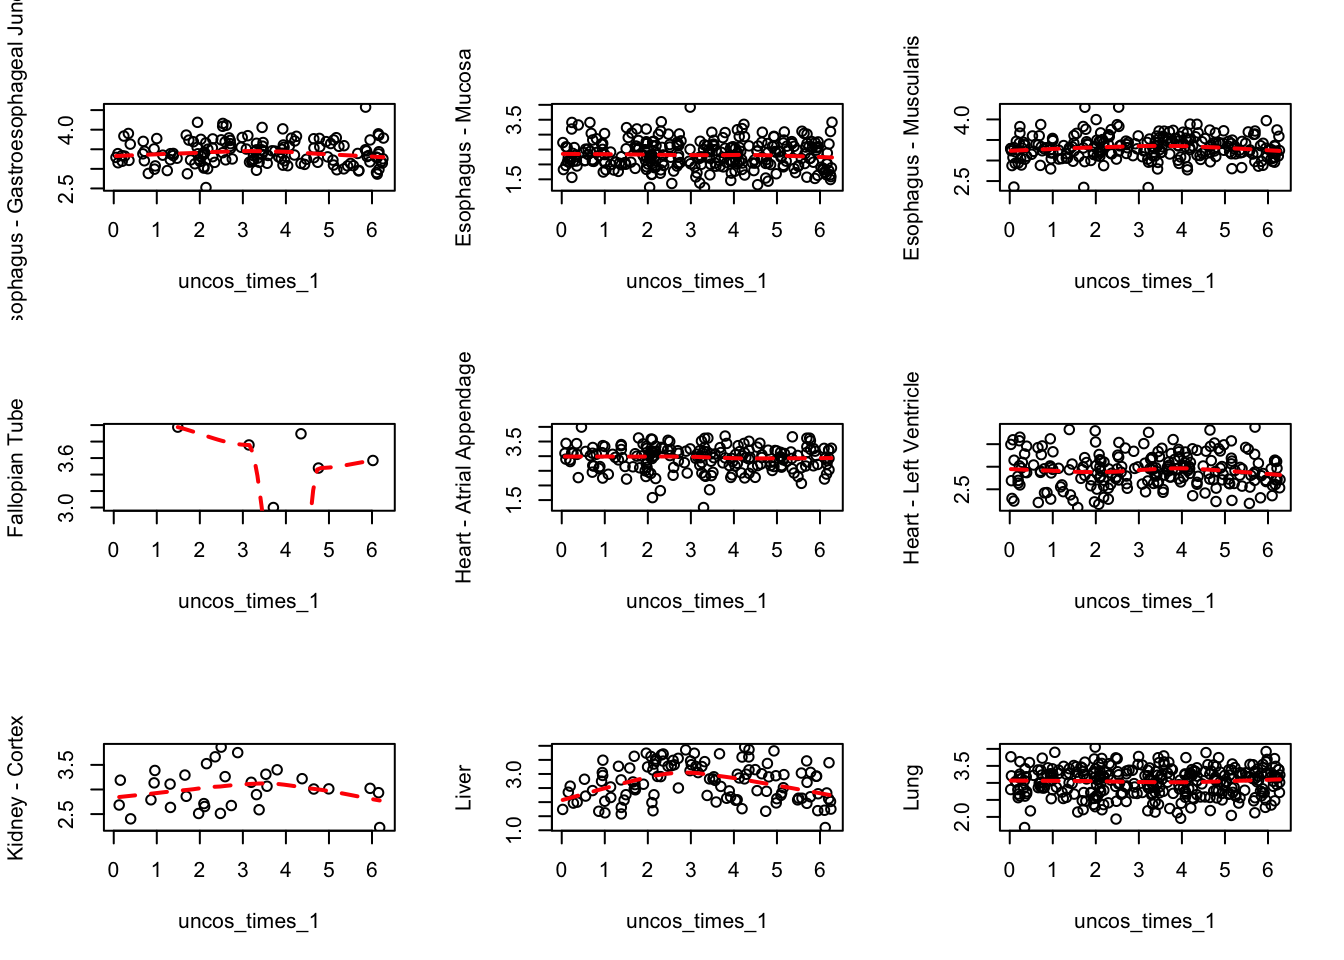 sophagus - Gastroesophageal Junc
2.5 4.0
0 1 2 3 4 5 6
uncos_times_1
Esophagus - Mucosa
1.5 3.5
0 1 2 3 4 5 6
uncos_times_1
Esophagus - Muscularis
2.5 4.0
0 1 2 3 4 5 6
uncos_times_1
Fallopian Tube
3.0 3.6
0 1 2 3 4 5 6
uncos_times_1
Heart - Atrial Appendage
1.5 3.5
0 1 2 3 4 5 6
uncos_times_1
Heart - Left Ventricle
2.5
0 1 2 3 4 5 6
uncos_times_1
Kidney - Cortex
2.5 3.5
0 1 2 3 4 5 6
uncos_times_1
Liver
1.0 3.0
0 1 2 3 4 5 6
uncos_times_1
Lung
2.0 3.5
0 1 2 3 4 5 6
uncos_times_1